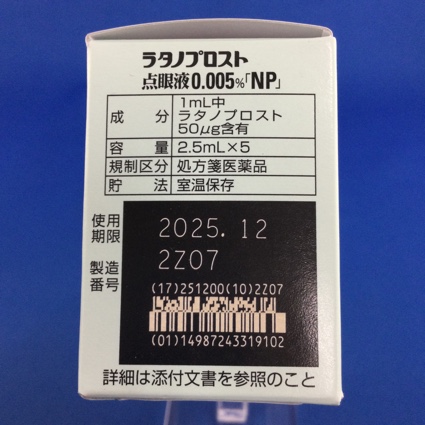 ラタノプロスト
点眼液0.005%「NP」
成分 1mL中
ラタノプロスト
50μg含有
容量 2.5mL×5
規制区分 処方箋医薬品
貯法 室温保存
使用期限 2025.12
製造番号 2Z07
(17)251200(10)2Z07
(01)14987243319102
詳細は添付文書を参照のこと